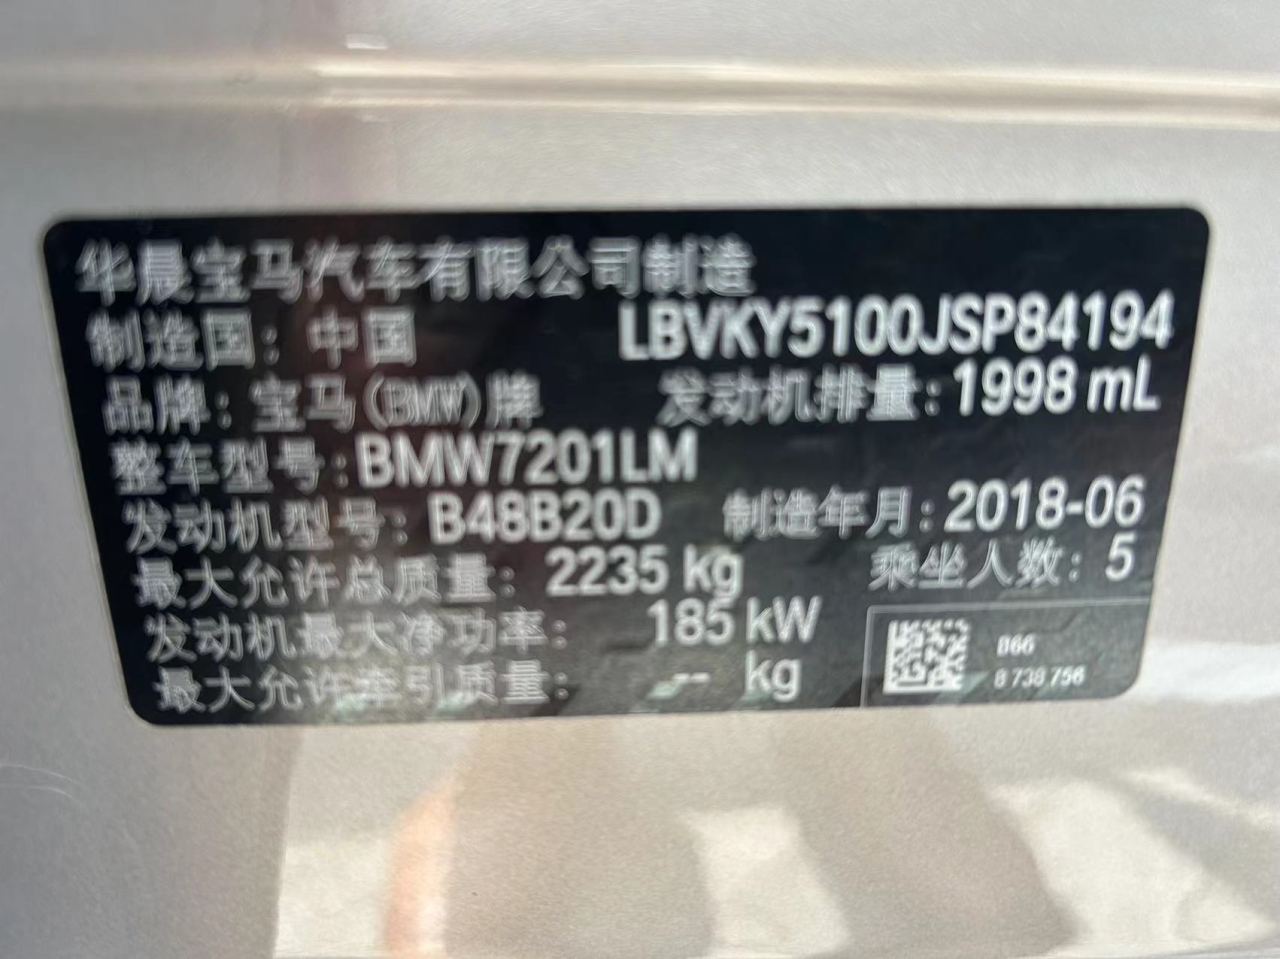 华晨宝马汽车有限公司制造
制造国：中国 LBVKY5100JSP84194
品牌：宝马(BMW)牌 发动机排量：1998 mL
整车型号：BMW7201LM
发动机型号：B48B20D 制造年月：2018-06
最大允许总质量：2235 kg 乘坐人数：5
发动机最大净功率：185 kW
最大允许牵引质量：-- kg
B66
8 738 756